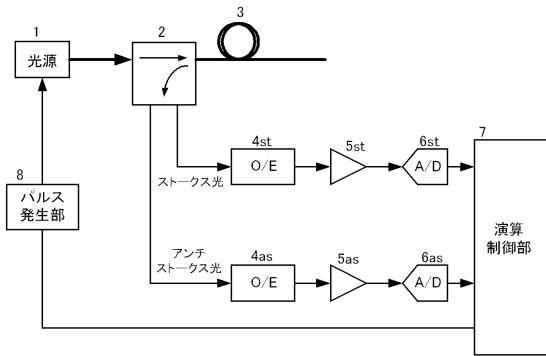 1
光源
2
3
4st
O/E
5st
6st
A/D
7
演算
制御部
ストークス光
8
パルス
発生部
アンチ
ストークス光
4as
O/E
5as
6as
A/D